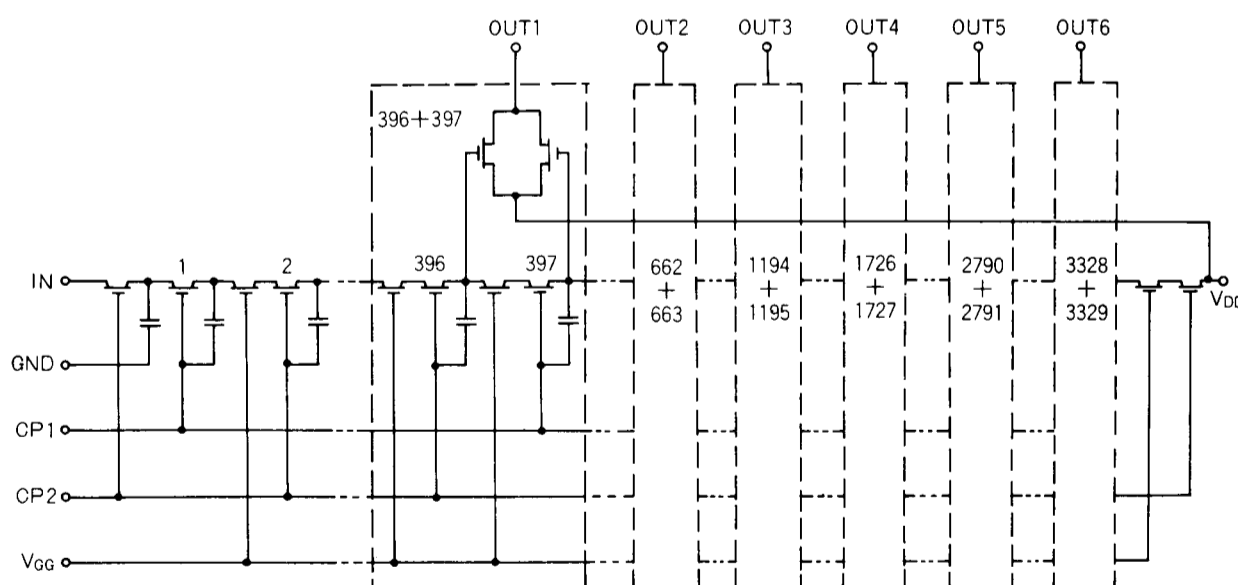 OUT1 OUT2 OUT3 OUT4 OUT5 OUT6
396+397
IN 1 2 396 397 662 + 663 1194 + 1195 1726 + 1727 2790 + 2791 3328 + 3329 VDD
GND
CP1
CP2
VGG